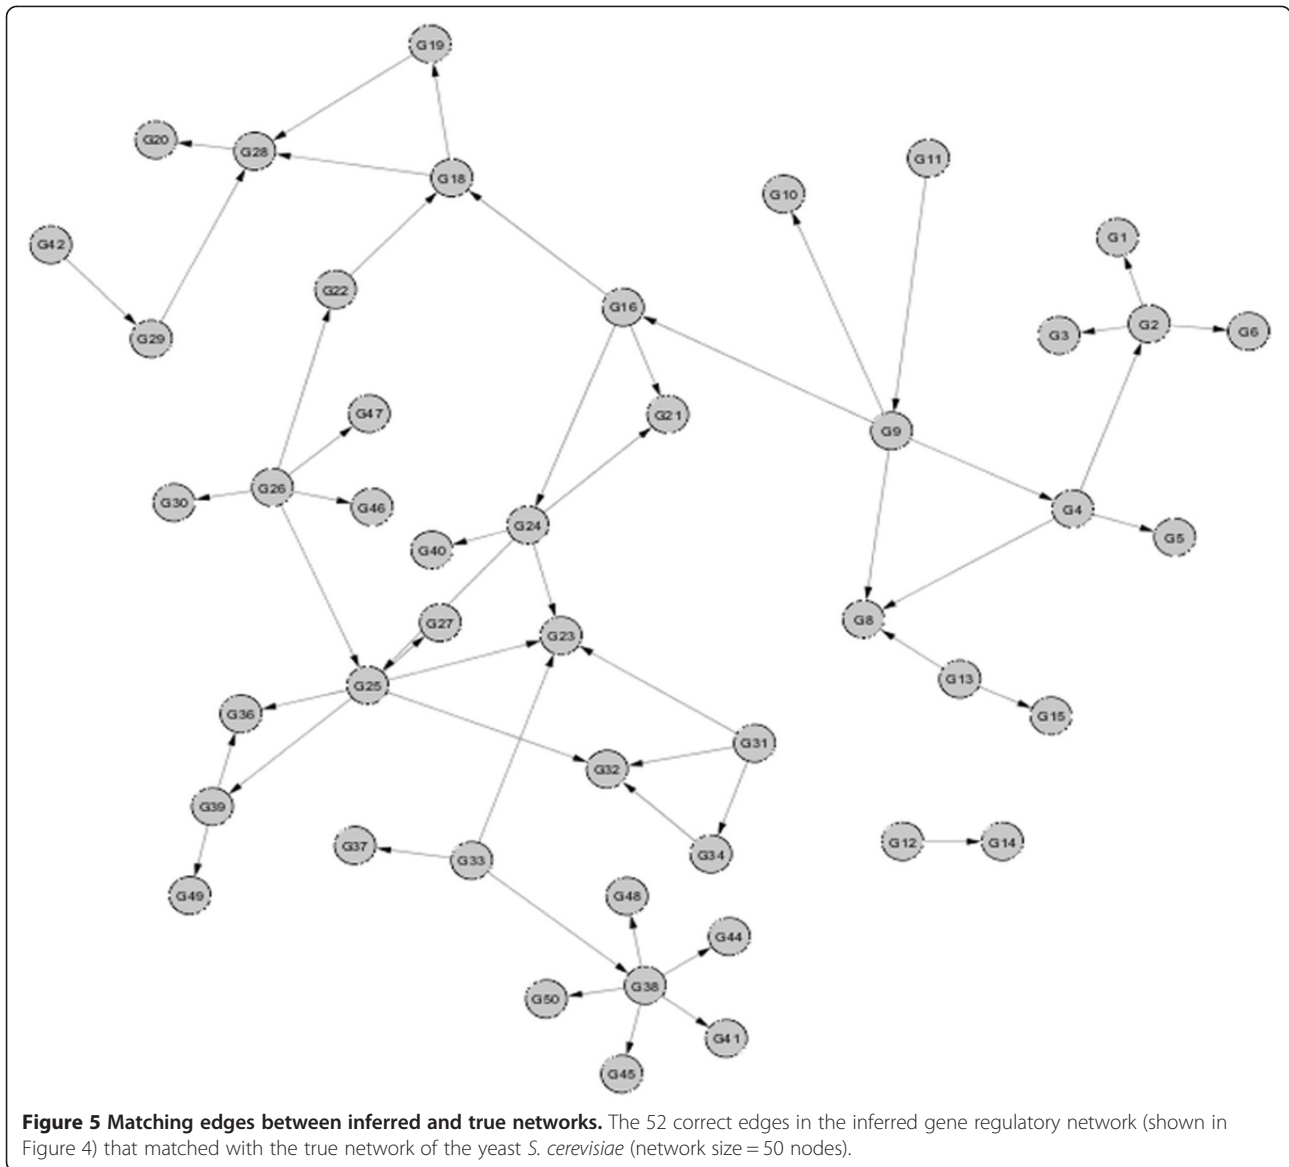 G19
G20
G28
G18
G11
G10
G42
G1
G22
G16
G3
G2
G6
G29
G47
G21
G9
G26
G30
G46
G4
G24
G40
G5
G27
G23
G8
G25
G13
G36
G15
G31
G32
G39
G37
G33
G34
G12
G14
G49
G48
G44
G38
G50
G41
G45
Figure 5 Matching edges between inferred and true networks. The 52 correct edges in the inferred gene regulatory network (shown in
Figure 4) that matched with the true network of the yeast S. cerevisiae (network size = 50 nodes).